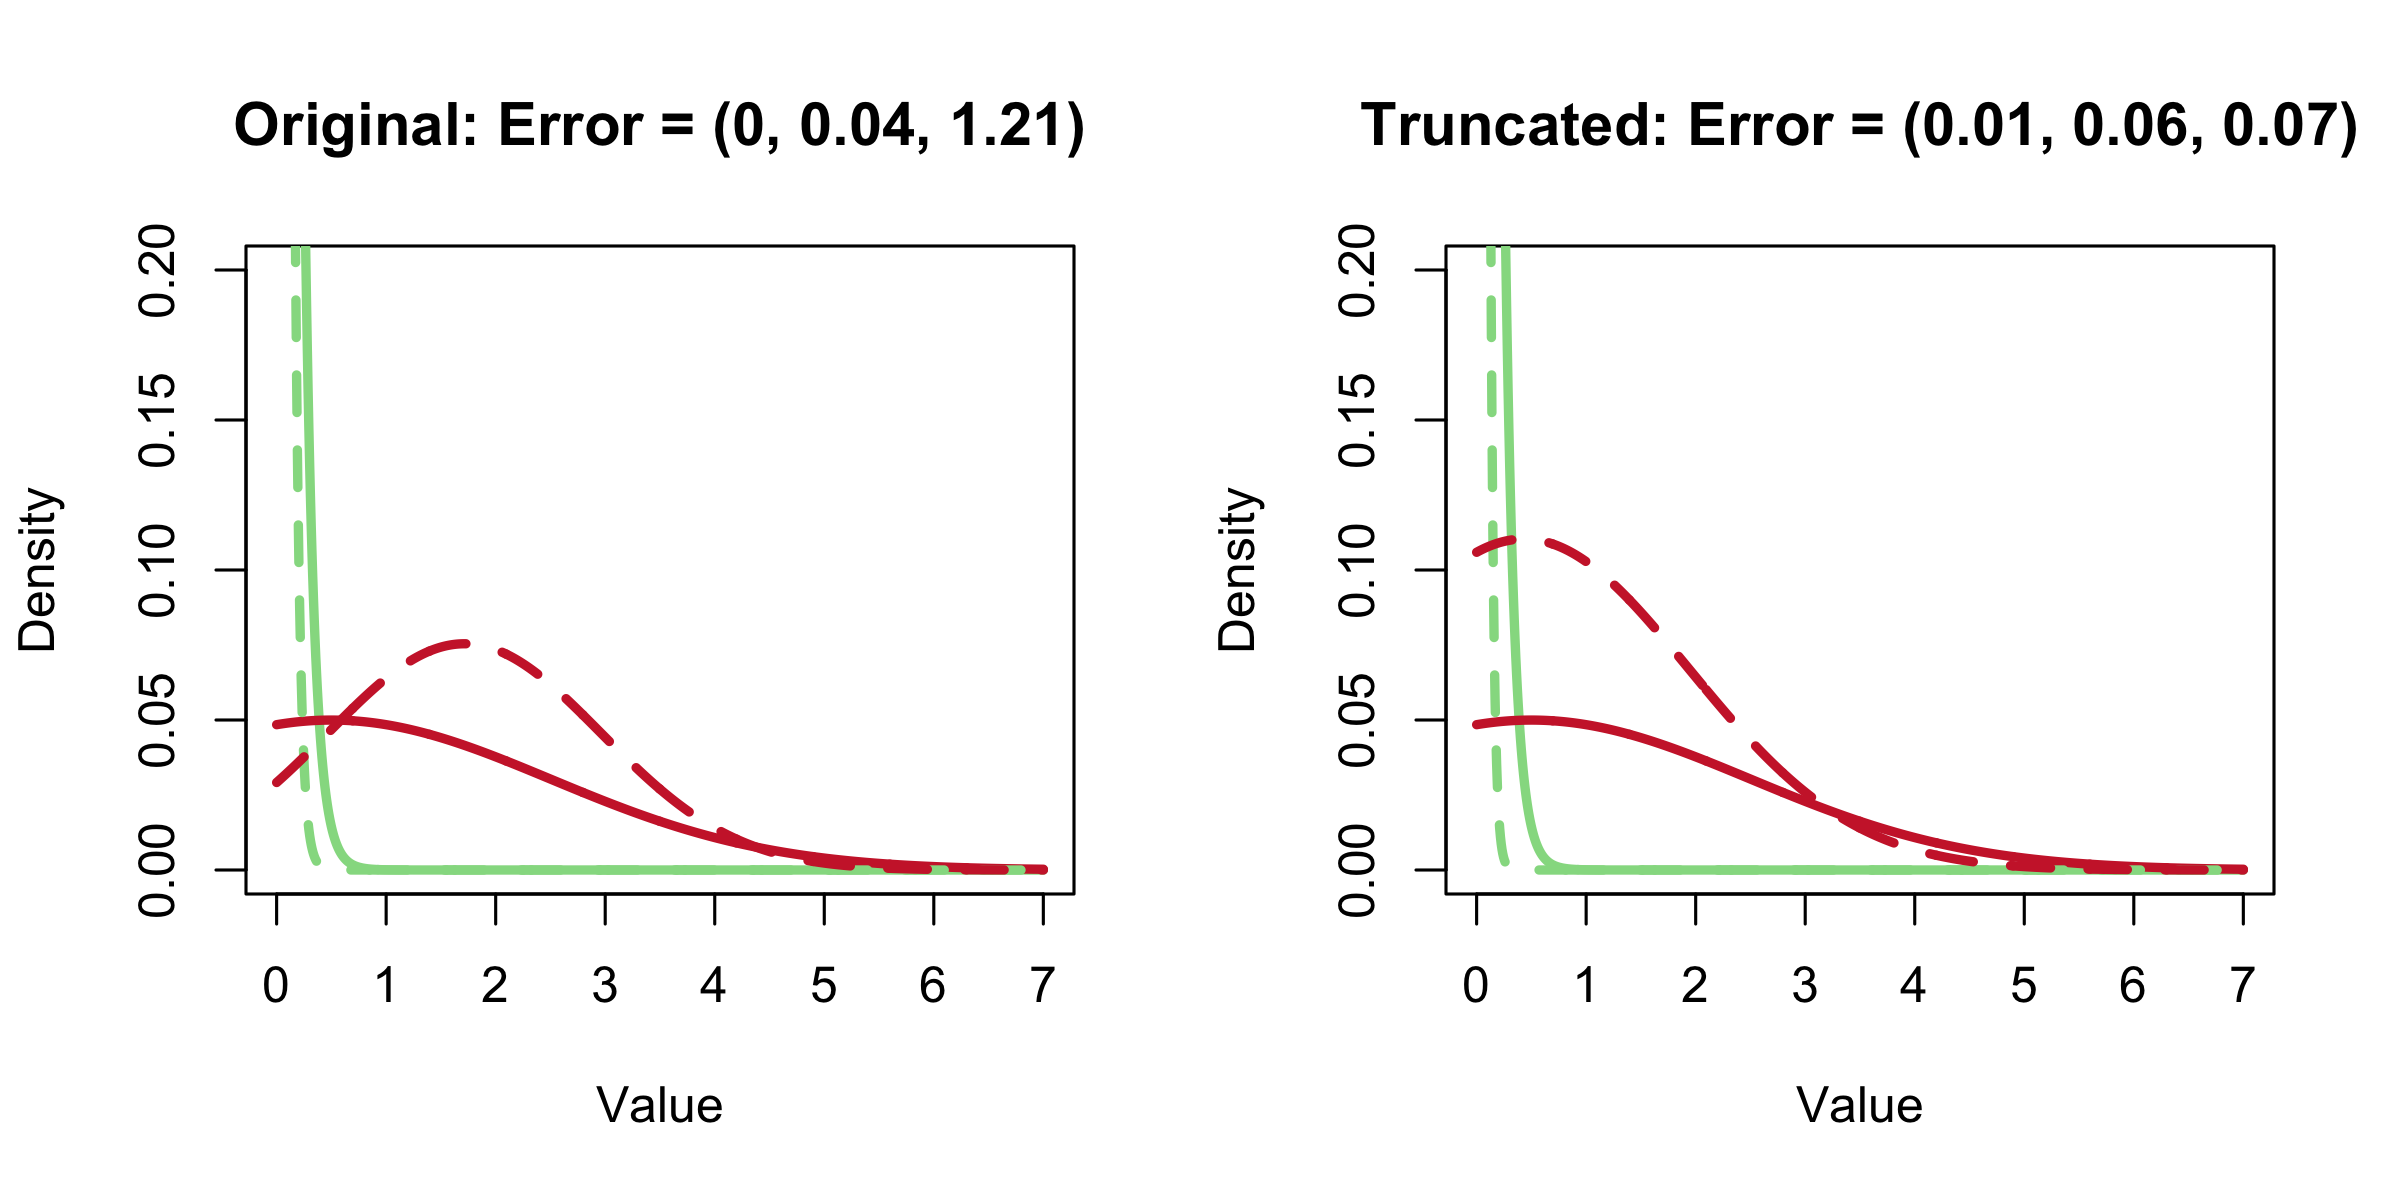 Original: Error = (0, 0.04, 1.21)
0.20
0.15
0.10
0.05
0.00
Density
0 1 2 3 4 5 6 7
Value
Truncated: Error = (0.01, 0.06, 0.07)
0.20
0.15
0.10
0.05
0.00
Density
0 1 2 3 4 5 6 7
Value